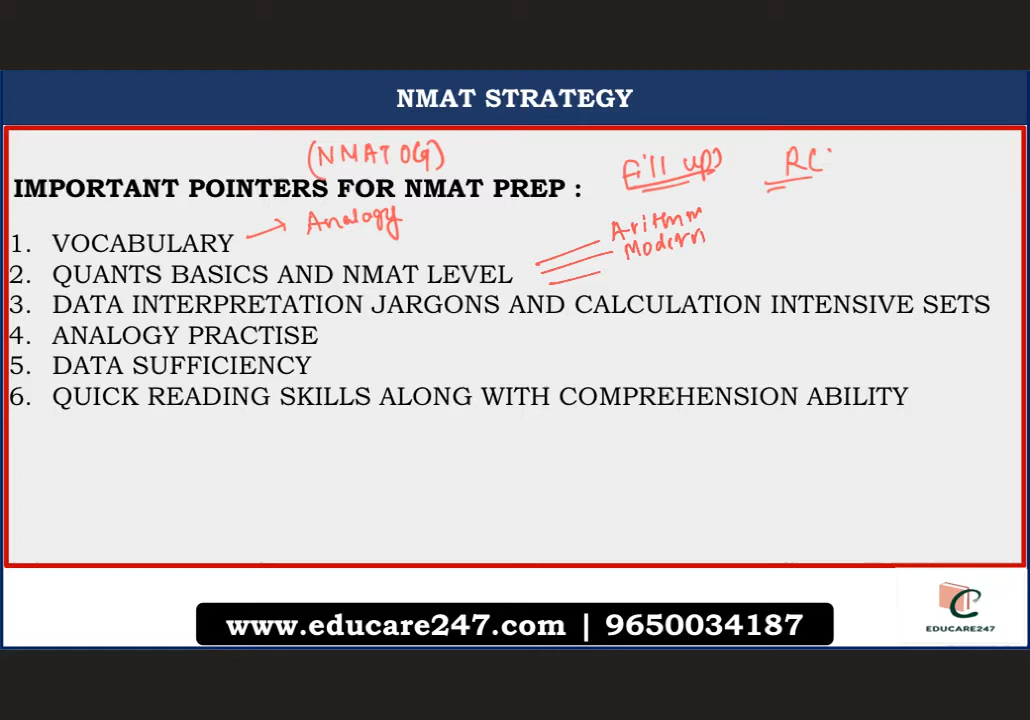 NMAT STRATEGY
(NMAT OG)
Fill ups
RC
IMPORTANT POINTERS FOR NMAT PREP :
Analogy
Arithm
Modern
1. VOCABULARY
2. QUANTS BASICS AND NMAT LEVEL
3. DATA INTERPRETATION JARGONS AND CALCULATION INTENSIVE SETS
4. ANALOGY PRACTISE
5. DATA SUFFICIENCY
6. QUICK READING SKILLS ALONG WITH COMPREHENSION ABILITY
www.educare247.com | 9650034187
EDUCARE247